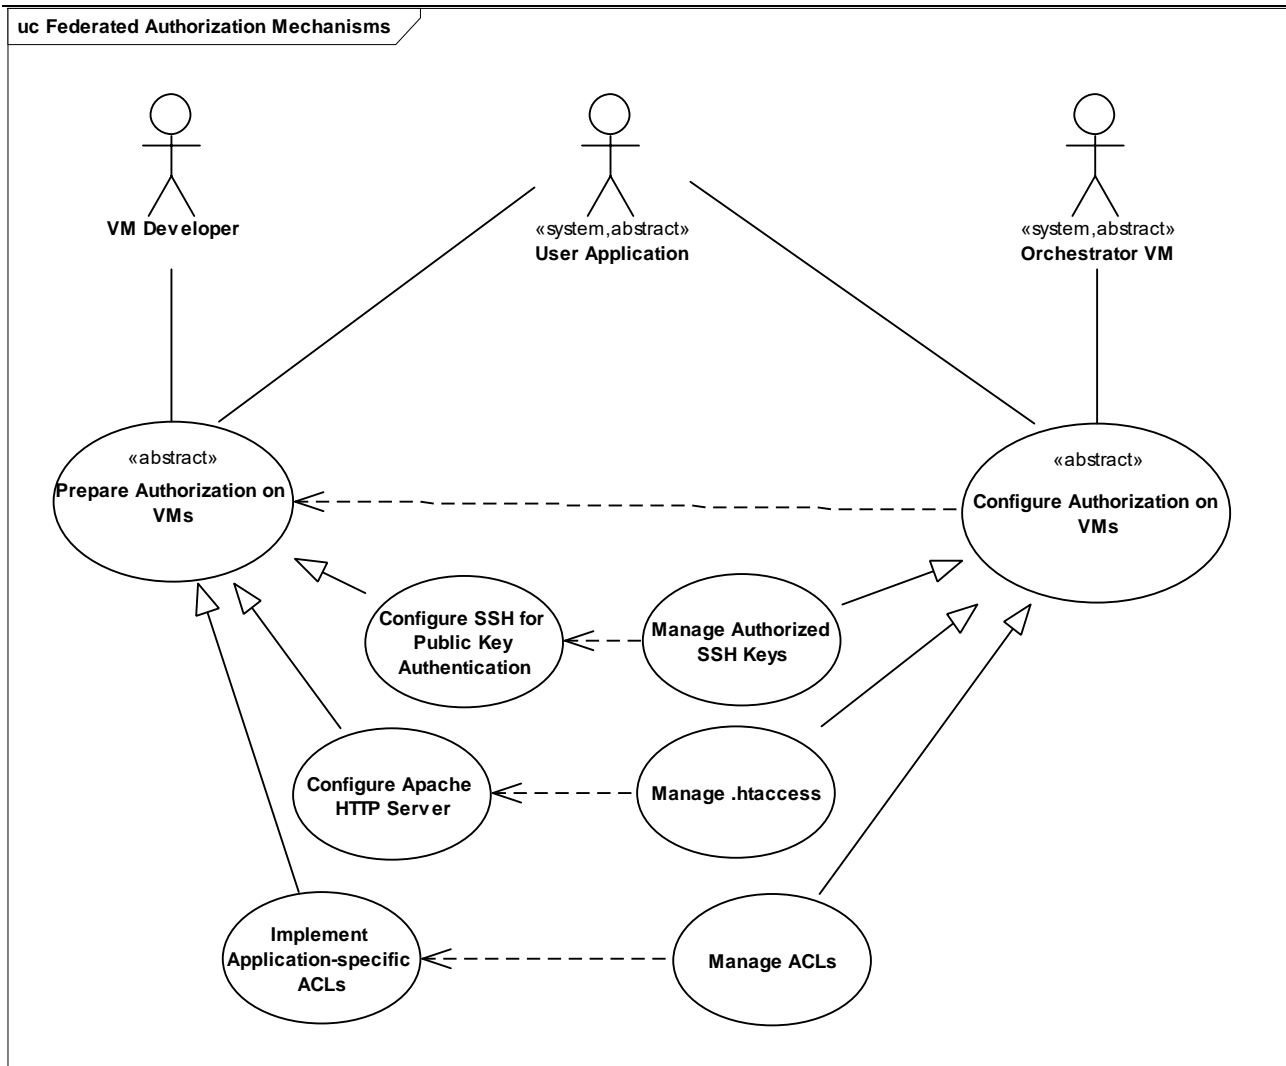 uc Federated Authorization Mechanisms
VM Developer
«system,abstract»
User Application
«system,abstract»
Orchestrator VM
«abstract»
Prepare Authorization on
VMs
«abstract»
Configure Authorization on
VMs
Configure SSH for
Public Key
Authentication
Manage Authorized
SSH Keys
Configure Apache
HTTP Server
Manage .htaccess
Implement
Application-specific
ACLs
Manage ACLs